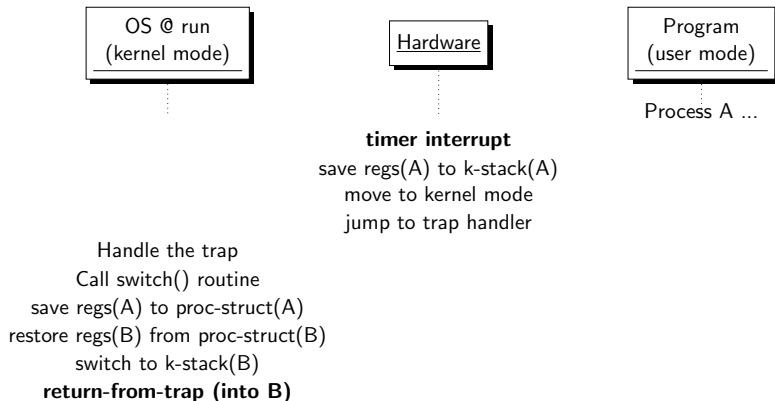 OS @ run
(kernel mode)
Hardware
Program
(user mode)
Process A ...
timer interrupt
save regs(A) to k-stack(A)
move to kernel mode
jump to trap handler
Handle the trap
Call switch() routine
save regs(A) to proc-struct(A)
restore regs(B) from proc-struct(B)
switch to k-stack(B)
return-from-trap (into B)